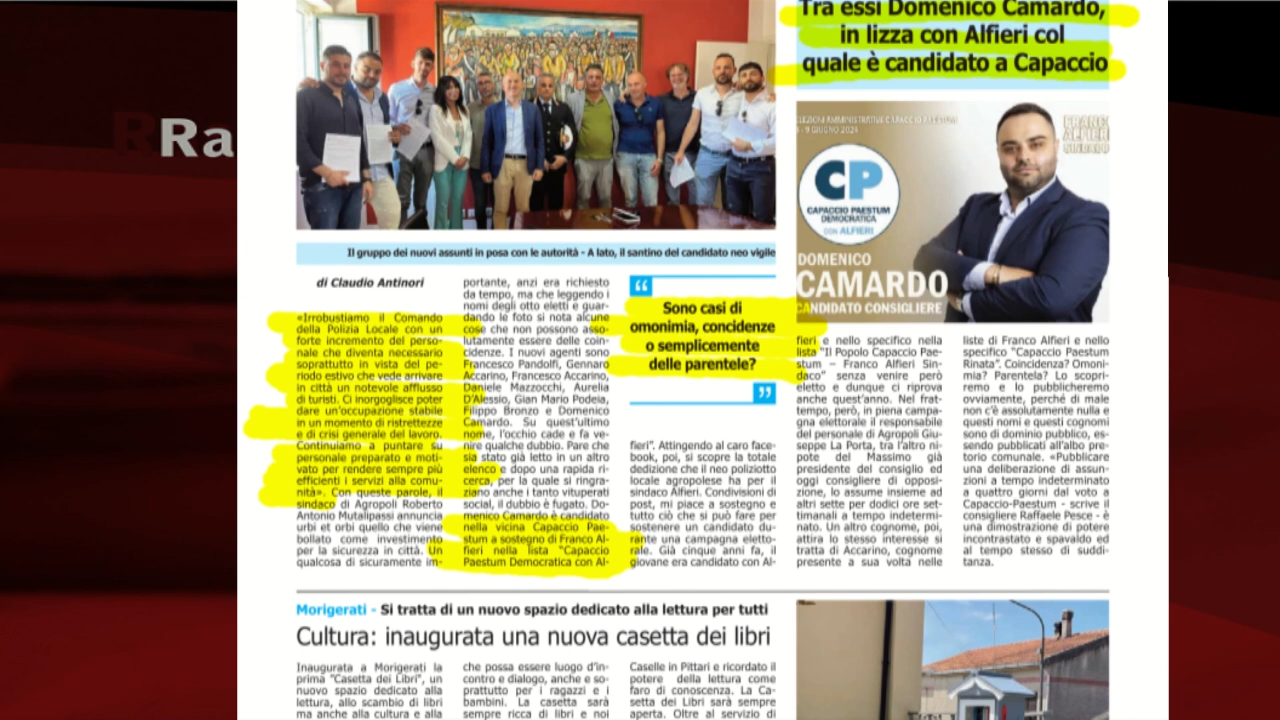 RRa
Tra essi Domenico Camardo,
in lizza con Alfieri col
quale è candidato a Capaccio
ELEZIONI AMMINISTRATIVE CAPACCIO PAESTUM
8 - 9 GIUGNO 2024
FRANCO
ALFIERI
SINDACO
CP
CAPACCIO PAESTUM
DEMOCRATICA
CON ALFIERI
DOMENICO
CAMARDO
CANDIDATO CONSIGLIERE
Il gruppo dei nuovi assunti in posa con le autorità - A lato, il santino del candidato neo vigile
di Claudio Antinori
«Irrobustiamo il Comando
della Polizia Locale con un
forte incremento del perso-
nale che diventa necessario
soprattutto in vista del pe-
riodo estivo che vede arrivare
in città un notevole afflusso
di turisti. Ci inorgoglisce poter
dare un'occupazione stabile
in un momento di ristrettezze
e di crisi generale del lavoro.
Continuiamo a puntare su
personale preparato e moti-
vato per rendere sempre più
efficienti i servizi alla comu-
nità». Con queste parole, il
sindaco di Agropoli Roberto
Antonio Mutalipassi annuncia
urbi et orbi quello che viene
bollato come investimento
per la sicurezza in città. Un
qualcosa di sicuramente im-
portante, anzi era richiesto
da tempo, ma che leggendo i
nomi degli otto eletti e guar-
dando le foto si nota alcune
cose che non possono asso-
lutamente essere delle coin-
cidenze. I nuovi agenti sono
Francesco Pandolfi, Gennaro
Accarino, Francesco Accarino,
Daniele Mazzocchi, Aurelia
D'Alessio, Gian Mario Podeia,
Filippo Bronzo e Domenico
Camardo. Su quest'ultimo
nome, l'occhio cade e fa ve-
nire qualche dubbio. Pare che
sia stato già letto in un altro
elenco e dopo una rapida ri-
cerca, per la quale si ringra-
ziano anche i tanto vituperati
social, il dubbio è fugato. Do-
menico Camardo è candidato
nella vicina Capaccio Pae-
stum a sostegno di Franco Al-
fieri nella lista "Capaccio
Paestum Democratica con Al-
“
Sono casi di
omonimia, concidenze
o semplicemente
delle parentele?
”
fieri". Attingendo al caro face-
book, poi, si scopre la totale
dedizione che il neo poliziotto
locale agropolese ha per il
sindaco Alfieri. Condivisioni di
post, mi piace a sostegno e
tutto ciò che si può fare per
sostenere un candidato du-
rante una campagna eletto-
rale. Già cinque anni fa, il
giovane era candidato con Al-
fieri e nello specifico nella
lista "Il Popolo Capaccio Pae-
stum – Franco Alfieri Sin-
daco" senza venire però
eletto e dunque ci riprova
anche quest'anno. Nel frat-
tempo, però, in piena campa-
gna elettorale il responsabile
del personale di Agropoli Giu-
seppe La Porta, tra l'altro ni-
pote del Massimo già
presidente del consiglio ed
oggi consigliere di opposi-
zione, lo assume insieme ad
altri sette per dodici ore set-
timanali a tempo indetermi-
nato. Un altro cognome, poi,
attira lo stesso interesse si
tratta di Accarino, cognome
presente a sua volta nelle
liste di Franco Alfieri e nello
specifico "Capaccio Paestum
Rinata". Coincidenza? Omoni-
mia? Parentela? Lo scopri-
remo e lo pubblicheremo
ovviamente, perché di male
non c'è assolutamente nulla e
questi nomi e questi cognomi
sono di dominio pubblico, es-
sendo pubblicati all'albo pre-
torio comunale. «Pubblicare
una deliberazione di assun-
zioni a tempo indeterminato
a quattro giorni dal voto a
Capaccio-Paestum - scrive il
consigliere Raffaele Pesce - è
una dimostrazione di potere
incontrastato e spavaldo ed
al tempo stesso di suddi-
tanza.
Morigerati - Si tratta di un nuovo spazio dedicato alla lettura per tutti
Cultura: inaugurata una nuova casetta dei libri
Inaugurata a Morigerati la
prima "Casetta dei Libri", un
nuovo spazio dedicato alla
lettura, allo scambio di libri
ma anche alla cultura e alla
che possa essere luogo d'in-
contro e dialogo, anche e so-
prattutto per i ragazzi e i
bambini. La casetta sarà
sempre ricca di libri e noi
Caselle in Pittari e ricordato il
potere della lettura come
faro di conoscenza. La Ca-
setta dei Libri sarà sempre
aperta. Oltre al servizio di